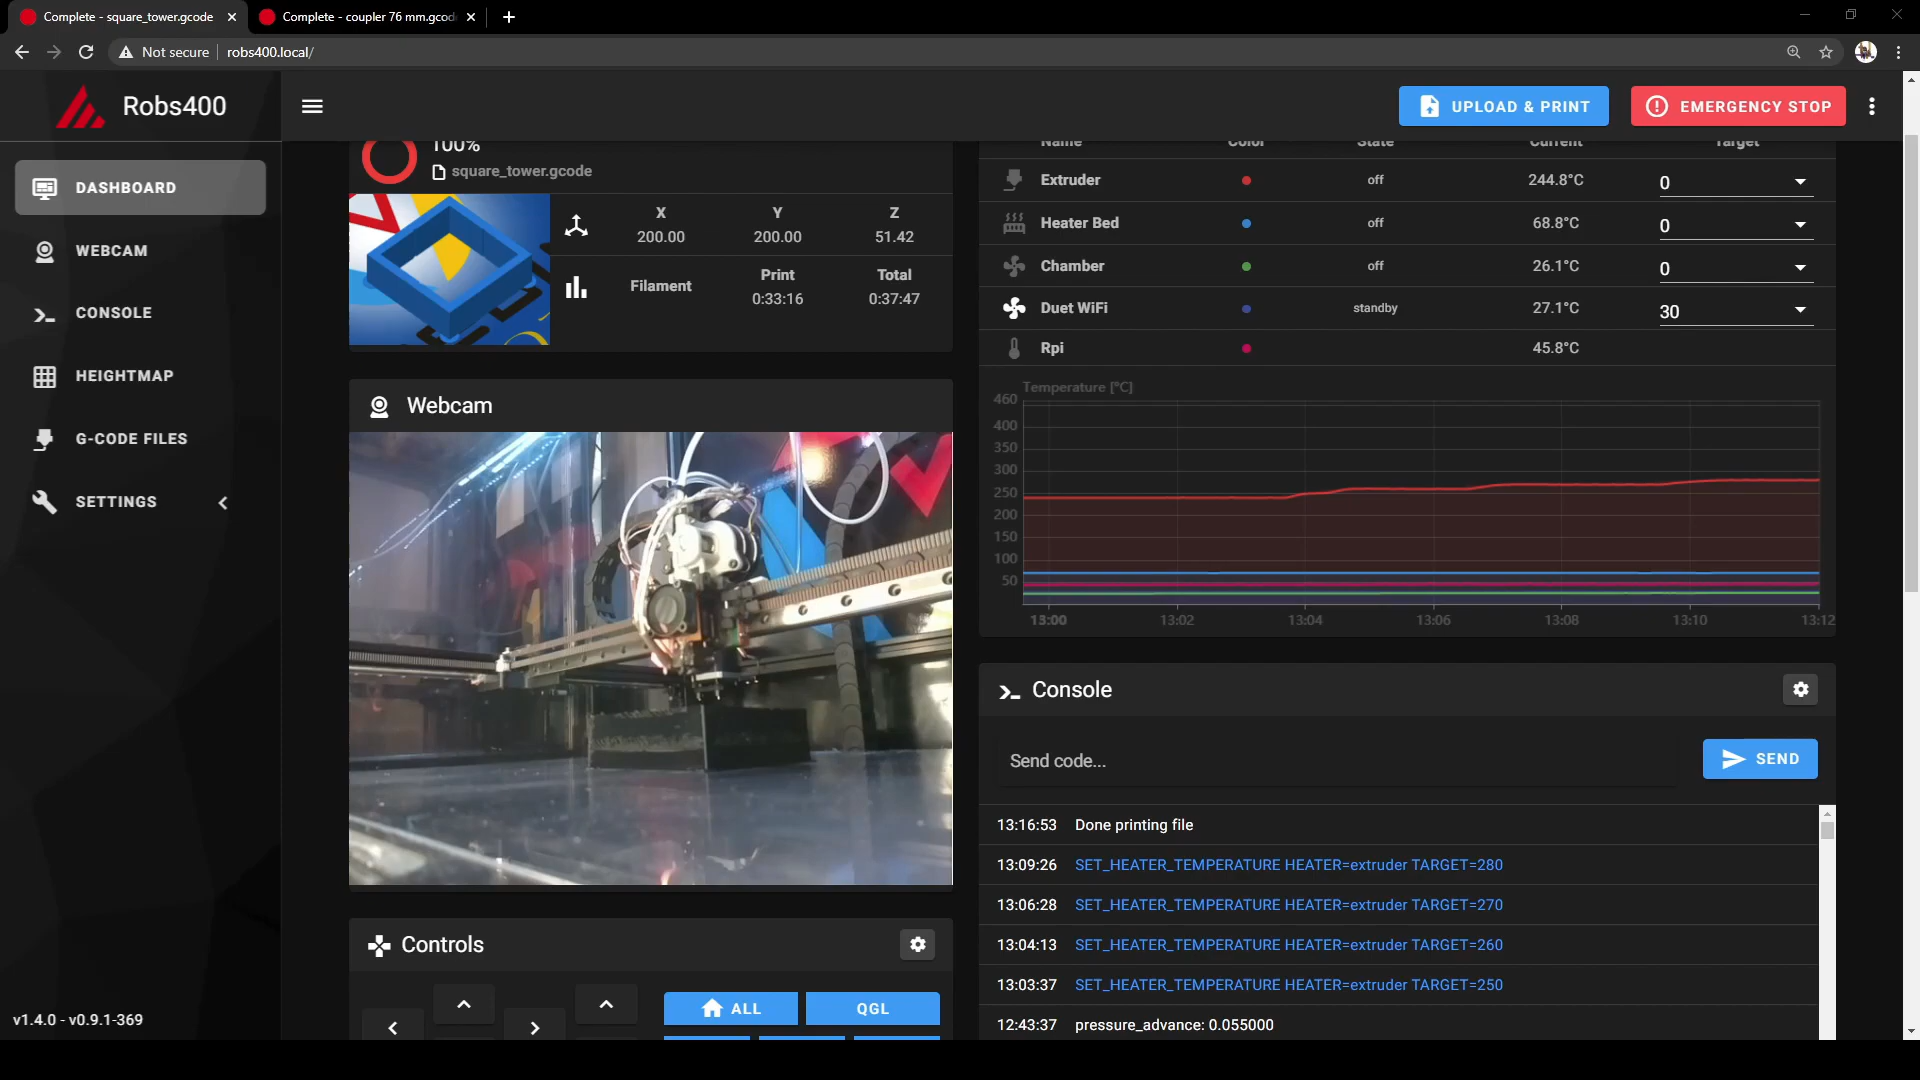 Complete - square_tower.gcode
Complete - coupler 76 mm.gcod
Not secure
robs400.local/
Robs400
UPLOAD & PRINT
EMERGENCY STOP
DASHBOARD
WEBCAM
CONSOLE
HEIGHTMAP
G-CODE FILES
SETTINGS
v1.4.0 - v0.9.1-369
100%
square_tower.gcode
X Y Z
200.00 200.00 51.42
Filament Print Total
0:33:16 0:37:47
Webcam
Controls
ALL QGL
Name Color State Current Target
Extruder off 244.8°C 0
Heater Bed off 68.8°C 0
Chamber off 26.1°C 0
Duet WiFi standby 27.1°C 30
Rpi 45.8°C
Temperature [°C]
460
400
350
300
250
200
150
100
50
13:00 13:02 13:04 13:06 13:08 13:10 13:12
Console
Send code...
SEND
13:16:53 Done printing file
13:09:26 SET_HEATER_TEMPERATURE HEATER=extruder TARGET=280
13:06:28 SET_HEATER_TEMPERATURE HEATER=extruder TARGET=270
13:04:13 SET_HEATER_TEMPERATURE HEATER=extruder TARGET=260
13:03:37 SET_HEATER_TEMPERATURE HEATER=extruder TARGET=250
12:43:37 pressure_advance: 0.055000